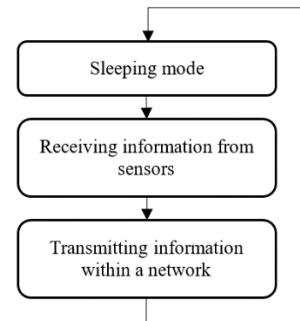 Sleeping mode
Receiving information from
sensors
Transmitting information
within a network